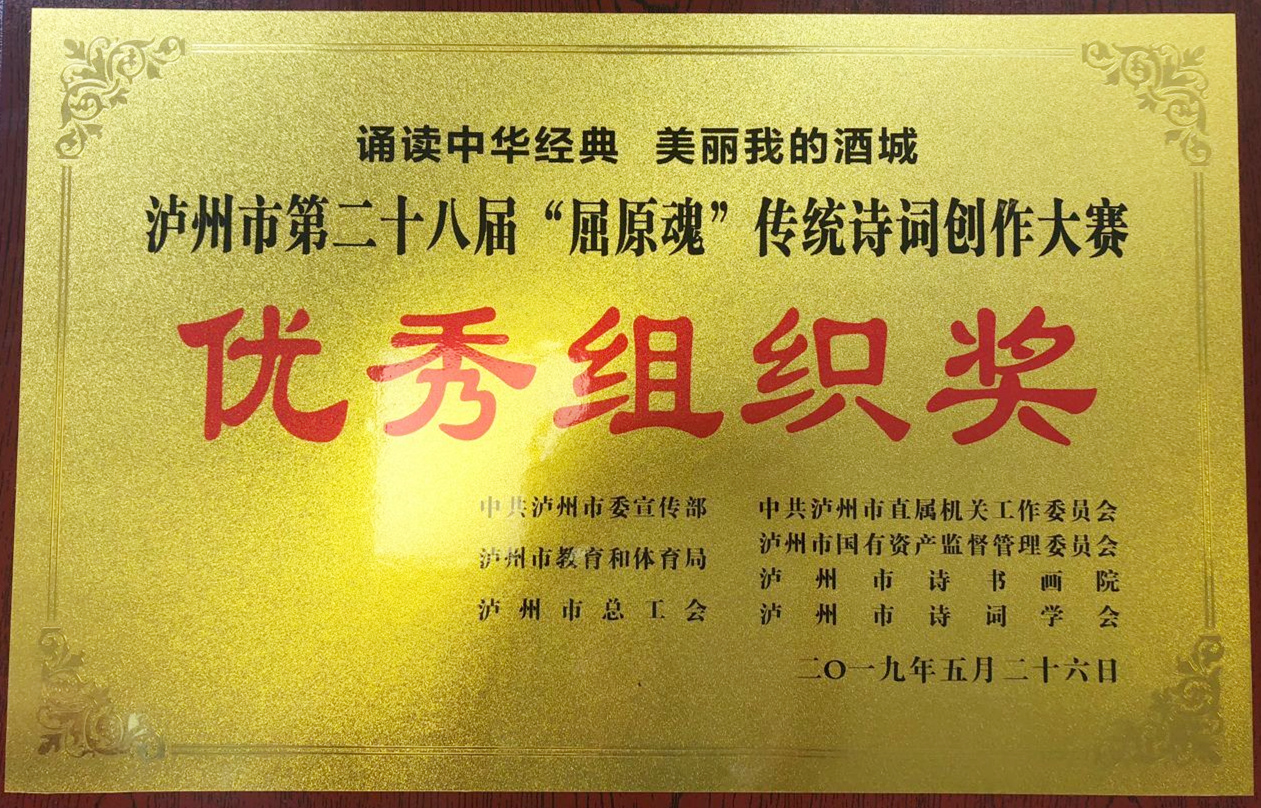 诵读中华经典 美丽我的酒城
泸州市第二十八届“屈原魂”传统诗词创作大赛
优秀组织奖
中共泸州市委宣传部
泸州市教育和体育局
泸州市总工会
中共泸州市直属机关工作委员会
泸州市国有资产监督管理委员会
泸州市诗书画院
泸州市诗词学会
二〇一九年五月二十六日